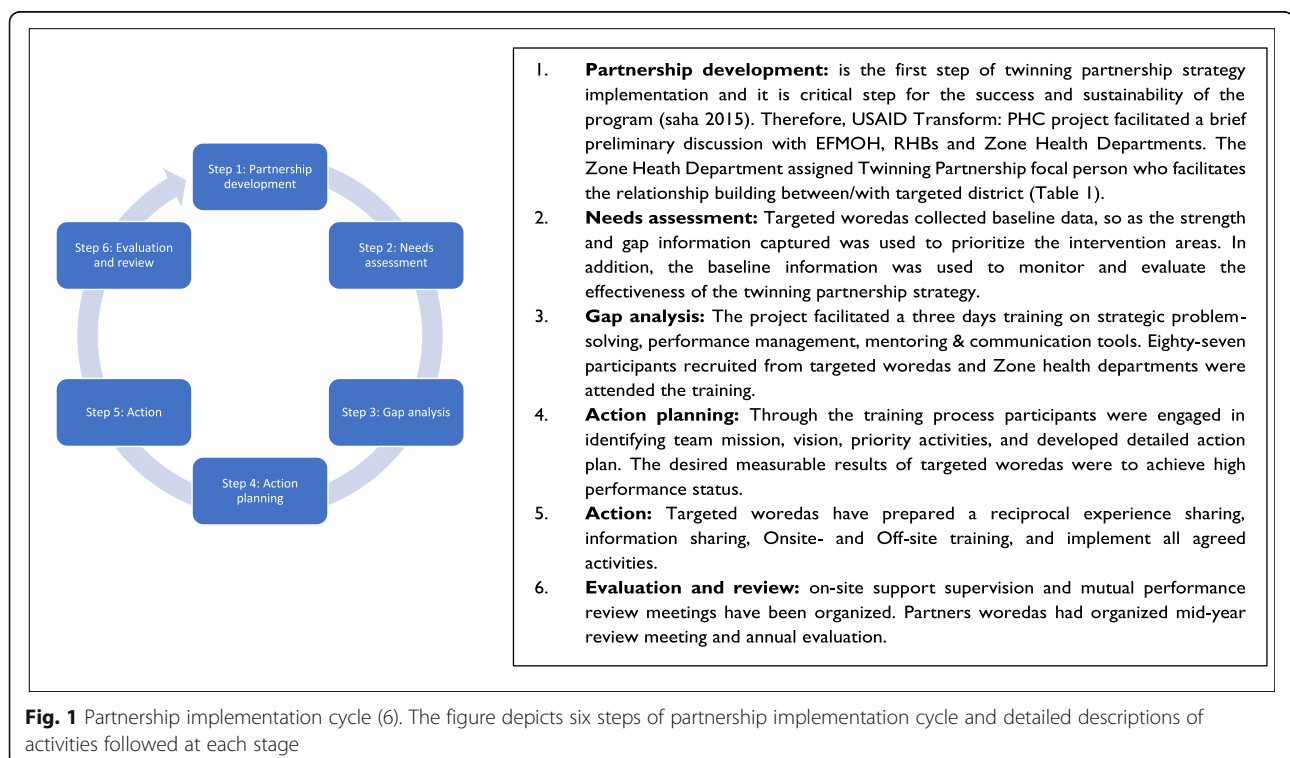 Step 1: Partnership
development
Step 2: Needs
assessment
Step 3: Gap analysis
Step 4: Action
planning
Step 5: Action
Step 6: Evaluation
and review
1. Partnership development: is the first step of twinning partnership strategy
implementation and it is critical step for the success and sustainability of the
program (saha 2015). Therefore, USAID Transform: PHC project facilitated a brief
preliminary discussion with EFMOH, RHBs and Zone Health Departments. The
Zone Heath Department assigned Twinning Partnership focal person who facilitates
the relationship building between/with targeted district (Table 1).
2. Needs assessment: Targeted woredas collected baseline data, so as the strength
and gap information captured was used to prioritize the intervention areas. In
addition, the baseline information was used to monitor and evaluate the
effectiveness of the twinning partnership strategy.
3. Gap analysis: The project facilitated a three days training on strategic problem-
solving, performance management, mentoring & communication tools. Eighty-seven
participants recruited from targeted woredas and Zone health departments were
attended the training.
4. Action planning: Through the training process participants were engaged in
identifying team mission, vision, priority activities, and developed detailed action
plan. The desired measurable results of targeted woredas were to achieve high
performance status.
5. Action: Targeted woredas have prepared a reciprocal experience sharing,
information sharing, Onsite- and Off-site training, and implement all agreed
activities.
6. Evaluation and review: on-site support supervision and mutual performance
review meetings have been organized. Partners woredas had organized mid-year
review meeting and annual evaluation.
Fig. 1 Partnership implementation cycle (6). The figure depicts six steps of partnership implementation cycle and detailed descriptions of
activities followed at each stage